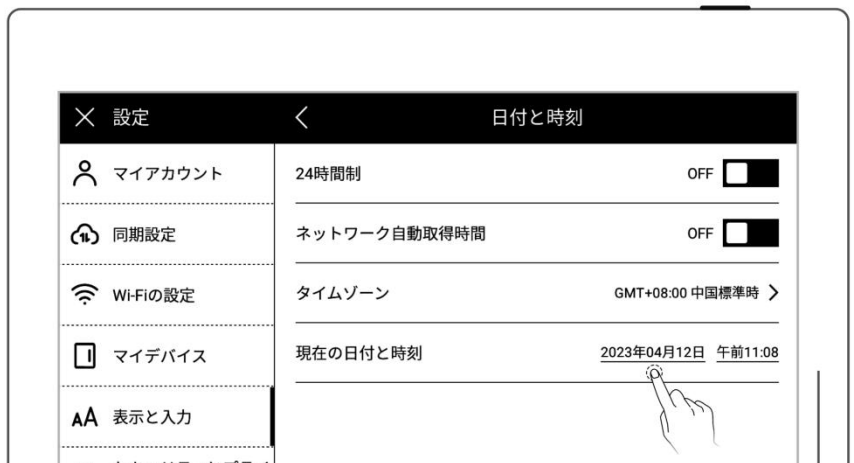 設定
日付と時刻
マイアカウント
24時間制 OFF
同期設定
ネットワーク自動取得時間 OFF
Wi-Fiの設定
タイムゾーン GMT+08:00 中国標準時
マイデバイス
現在の日付と時刻 2023年04月12日 午前11:08
AA 表示と入力